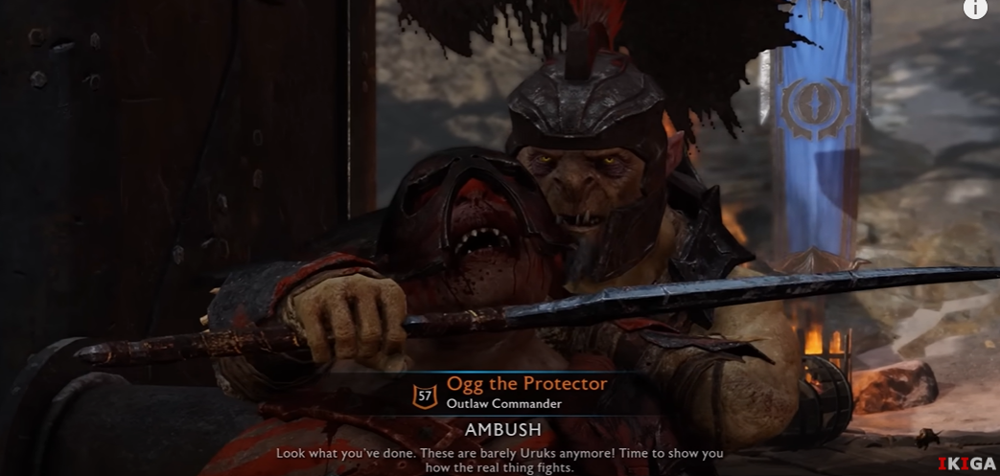 57
Ogg the Protector
Outlaw Commander
AMBUSH
Look what you've done. These are barely Uruks anymore! Time to show you
how the real thing fights.
IKIGA